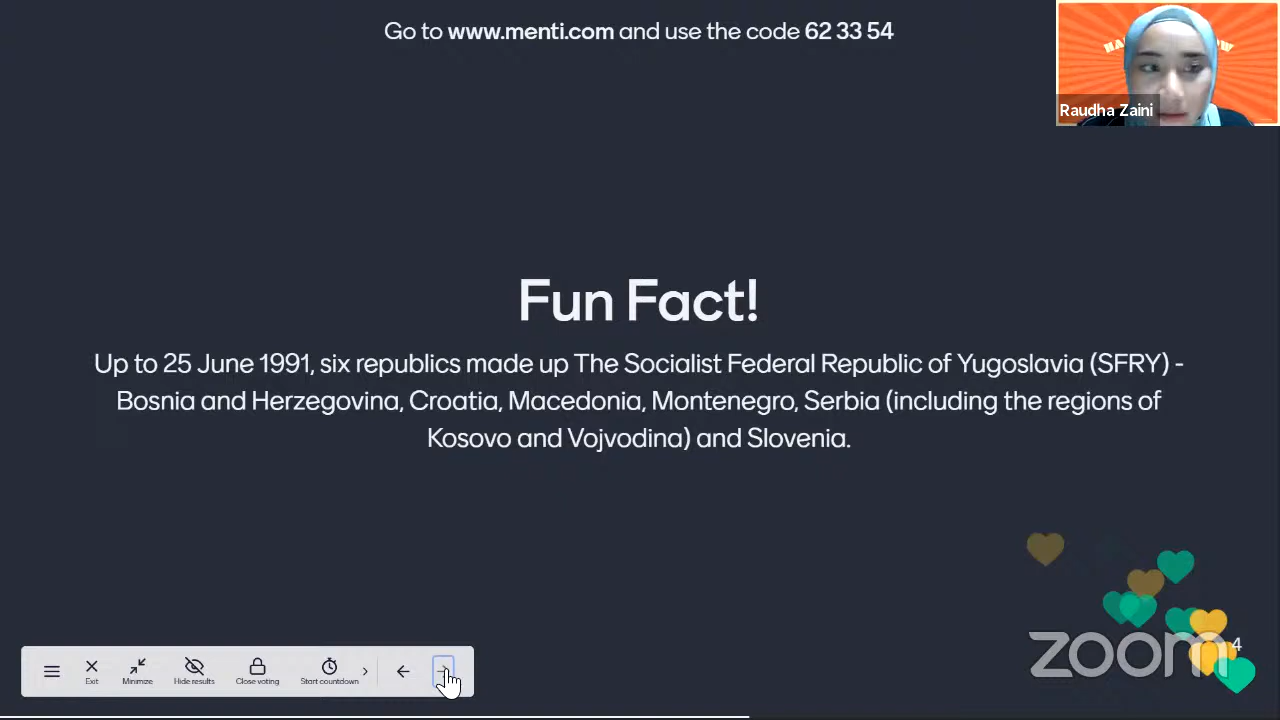 Go to www.menti.com and use the code 62 33 54
Raudha Zaini
Fun Fact!
Up to 25 June 1991, six republics made up The Socialist Federal Republic of Yugoslavia (SFRY) -
Bosnia and Herzegovina, Croatia, Macedonia, Montenegro, Serbia (including the regions of
Kosovo and Vojvodina) and Slovenia.
Exit
Minimize
Hide results
Close voting
Start countdown
zoom
4